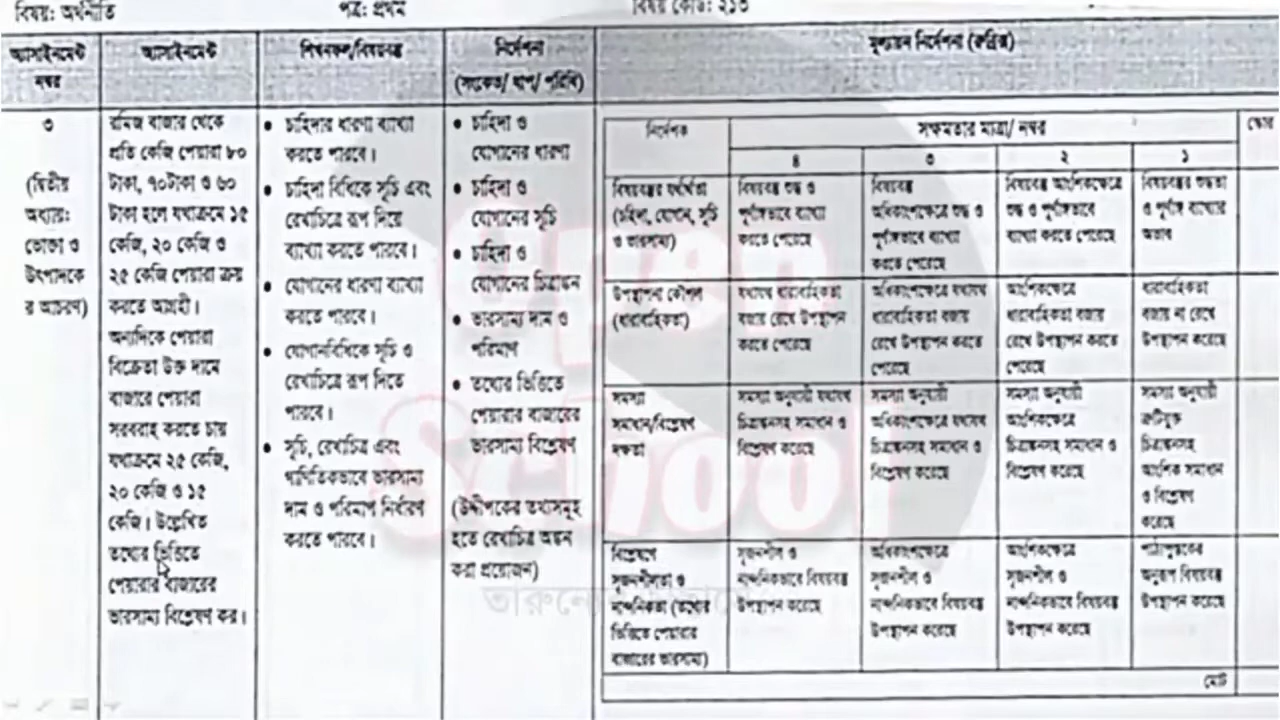 বিষয়: অর্থনীতি
পত্র: প্রথম
বিষয় কোড: ২১৩
অ্যাসাইনমেন্ট
নম্বর
অ্যাসাইনমেন্ট
শিখনফল/বিষয়বস্তু
নির্দেশনা
(সংকেত/ ধাপ/ পরিধি)
মূল্যায়ন নির্দেশনা (রুব্রিক্স)
৩
(দ্বিতীয়
অধ্যায়:
ভোক্তা ও
উৎপাদকে
র আচরণ)
রমিজ বাজার থেকে
প্রতি কেজি পেয়ারা ৮০
টাকা, ৭০টাকা ও ৬০
টাকা হলে যথাক্রমে ১৫
কেজি, ২০ কেজি ও
২৫ কেজি পেয়ারা ক্রয়
করতে আগ্রহী।
অন্যদিকে পেয়ারা
বিক্রেতা উক্ত দামে
বাজারে পেয়ারা
সরবরাহ করতে চায়
যথাক্রমে ২৫ কেজি,
২০ কেজি ও ১৫
কেজি। উল্লেখিত
তথ্যের ভিত্তিতে
পেয়ারার বাজারের
ভারসাম্য বিশ্লেষণ কর।
• চাহিদার ধারণা ব্যাখ্যা
করতে পারবে।
• চাহিদা বিধিকে সূচি এবং
রেখাচিত্রে রূপ দিয়ে
ব্যাখ্যা করতে পারবে।
• যোগানের ধারণা ব্যাখ্যা
করতে পারবে।
• যোগানবিধিকে সূচি ও
রেখাচিত্রে রূপ দিতে
পারবে।
• সূচি, রেখাচিত্র এবং
গাণিতিকভাবে ভারসাম্য
দাম ও পরিমাণ নির্ধারণ
করতে পারবে।
• চাহিদা ও
যোগানের ধারণা
• চাহিদা ও
যোগানের সূচি
• চাহিদা ও
যোগানের চিত্রাঙ্কন
• ভারসাম্য দাম ও
পরিমাণ
• তথ্যের ভিত্তিতে
পেয়ারার বাজারের
ভারসাম্য বিশ্লেষণ
(উদ্দীপকের তথ্যসমূহ
হতে রেখাচিত্র অঙ্কন
করা প্রয়োজন)
নির্দেশক
সক্ষমতার মাত্রা/ নম্বর
স্কোর
৪
৩
২
১
বিষয়বস্তুর যথার্থতা
(চাহিদা, যোগান, সূচি
ও ভারসাম্য)
বিষয়বস্তু শুদ্ধ ও
পূর্ণাঙ্গভাবে ব্যাখ্যা
করতে পেরেছে
বিষয়বস্তু
অধিকাংশক্ষেত্রে শুদ্ধ ও
পূর্ণাঙ্গভাবে ব্যাখ্যা
করতে পেরেছে
বিষয়বস্তু আংশিকক্ষেত্রে
শুদ্ধ ও পূর্ণাঙ্গভাবে
ব্যাখ্যা করতে পেরেছে
বিষয়বস্তুর শুদ্ধতা
ও পূর্ণাঙ্গ ব্যাখ্যার
অভাব
উপস্থাপনা কৌশল
(ধারাবাহিকতা)
যথাযথ ধারাবাহিকতা
বজায় রেখে উপস্থাপন
করতে পেরেছে
অধিকাংশক্ষেত্রে যথাযথ
ধারাবাহিকতা বজায়
রেখে উপস্থাপন করতে
পেরেছে
আংশিকক্ষেত্রে
ধারাবাহিকতা বজায়
রেখে উপস্থাপন করতে
পেরেছে
ধারাবাহিকতা
বজায় না রেখে
উপস্থাপন করেছে
সমস্যা
সমাধান/বিশ্লেষণ
দক্ষতা
সমস্যা অনুযায়ী যথাযথ
চিত্রাঙ্কনসহ সমাধান ও
বিশ্লেষণ করেছে
সমস্যা অনুযায়ী
অধিকাংশক্ষেত্রে যথাযথ
চিত্রাঙ্কনসহ সমাধান ও
বিশ্লেষণ করেছে
সমস্যা অনুযায়ী
আংশিকক্ষেত্রে
চিত্রাঙ্কনসহ সমাধান ও
বিশ্লেষণ করেছে
সমস্যা অনুযায়ী
ত্রুটিযুক্ত
চিত্রাঙ্কনসহ
আংশিক সমাধান
ও বিশ্লেষণ
করেছে
বিশ্লেষণে
সৃজনশীলতা ও
নান্দনিকতা (তথ্যের
ভিত্তিতে পেয়ারার
বাজারের ভারসাম্য)
সৃজনশীল ও
নান্দনিকভাবে বিষয়বস্তু
উপস্থাপন করেছে
অধিকাংশক্ষেত্রে
সৃজনশীল ও
নান্দনিকভাবে বিষয়বস্তু
উপস্থাপন করেছে
আংশিকক্ষেত্রে
সৃজনশীল ও
নান্দনিকভাবে বিষয়বস্তু
উপস্থাপন করেছে
পাঠ্যপুস্তকের
অনুরূপ বিষয়বস্তু
উপস্থাপন করেছে
মোট
Open
School